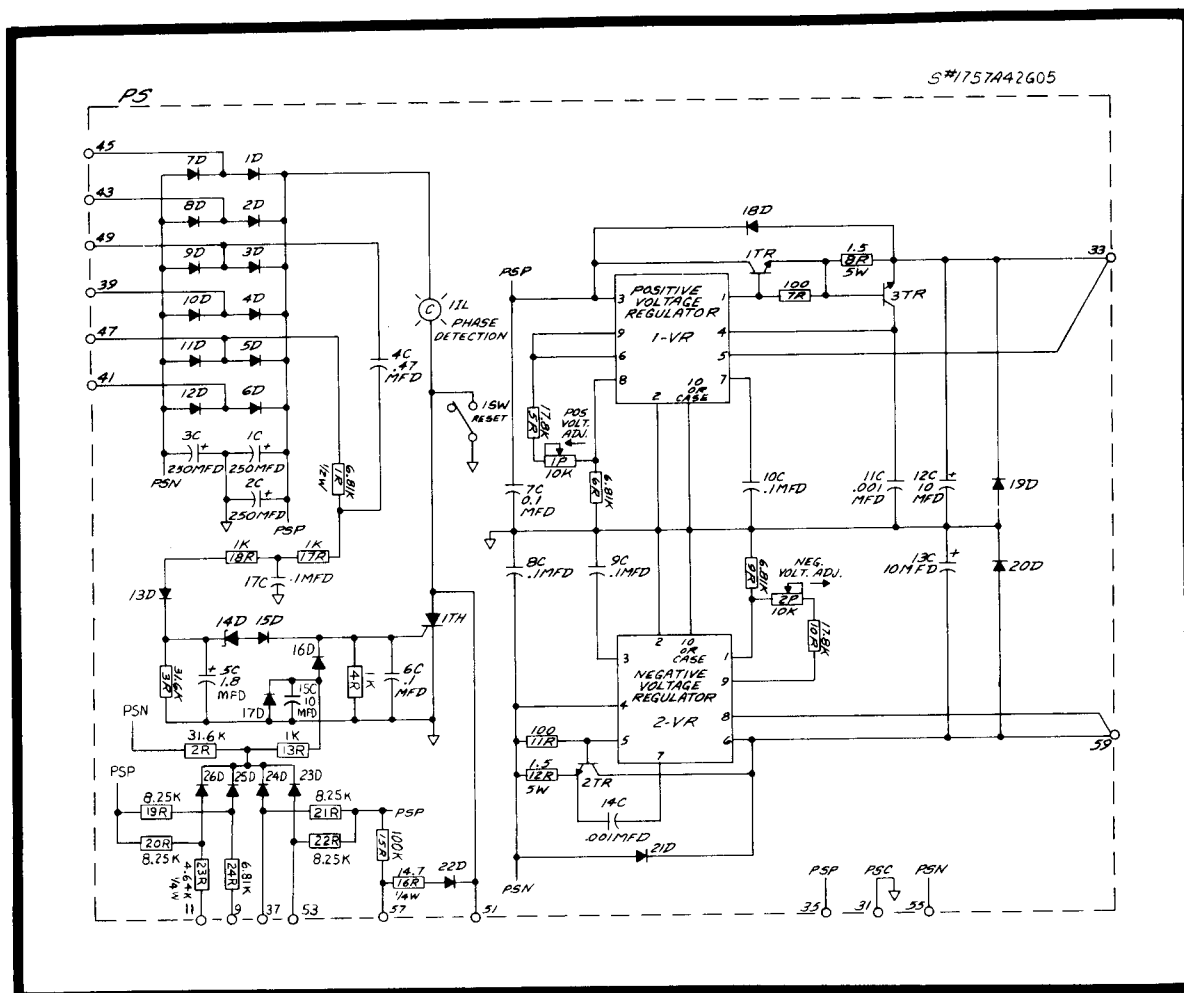 S#1757A42G05
PS
45
7D 1D
43
8D 2D
49
9D 3D
39
10D 4D
47
11D 5D
41
12D 6D
3C 1C
250MFD 250MFD
PSN
2C
250MFD
PSP
C
1IL
PHASE
DETECTION
4C
.47
MFD
1SW
RESET
6.81K
1R
1/2W
1K 1K
18R 17R
17C .1MFD
13D
14D 15D
1TH
16D
31.6K
3R
5C
1.8
MFD
15C
10
MFD
17D
1K
4R
6C
.1
MFD
PSN
31.6K
2R
1K
13R
PSP
26D 25D 24D 23D
8.25K
19R
8.25K
21R
PSP
20R
8.25K
22R
8.25K
4.64K
23R
1/4W
6.81K
24R
100K
15R
14.7
16R
1/4W
22D
11
9
37
53
57
51
18D
1TR
1.5
8R
5W
33
PSP
3
POSITIVE
VOLTAGE
REGULATOR
1-VR
1
100
7R
3TR
9
6
8
4
5
7
2
10
OR
CASE
17.8K
5R
POS
VOLT.
ADJ.
1P
10K
6.81K
6R
7C
0.1
MFD
10C
.1MFD
11C
.001
MFD
12C
10
MFD
19D
8C
.1MFD
9C
.1MFD
6.81K
9R
NEG.
VOLT. ADJ.
2P
10K
17.8K
10R
13C
10MFD
20D
2
10
OR
CASE
3
1
9
NEGATIVE
VOLTAGE
REGULATOR
2-VR
4
8
5
6
7
59
100
11R
1.5
12R
5W
2TR
14C
.001MFD
21D
PSN
PSP PSC PSN
35 31 55